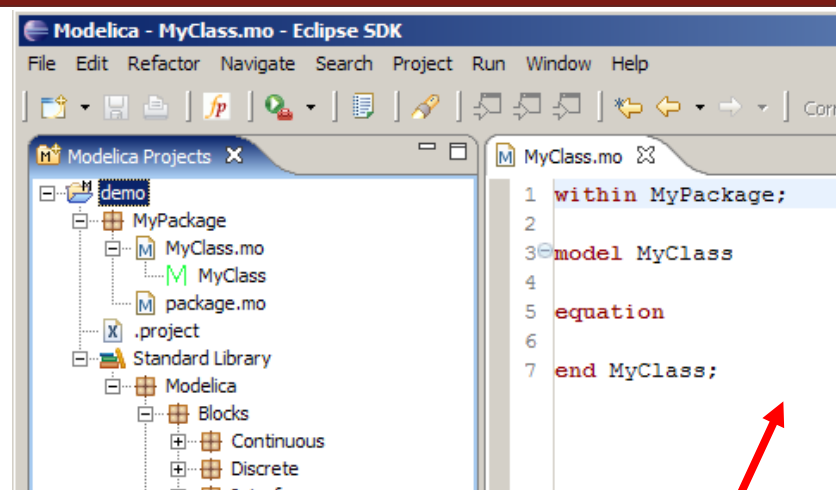 Modelica - MyClass.mo - Eclipse SDK
File Edit Refactor Navigate Search Project Run Window Help
Modelica Projects
demo
MyPackage
MyClass.mo
MyClass
package.mo
.project
Standard Library
Modelica
Blocks
Continuous
Discrete
MyClass.mo
1 within MyPackage;
2
3 model MyClass
4
5 equation
6
7 end MyClass;